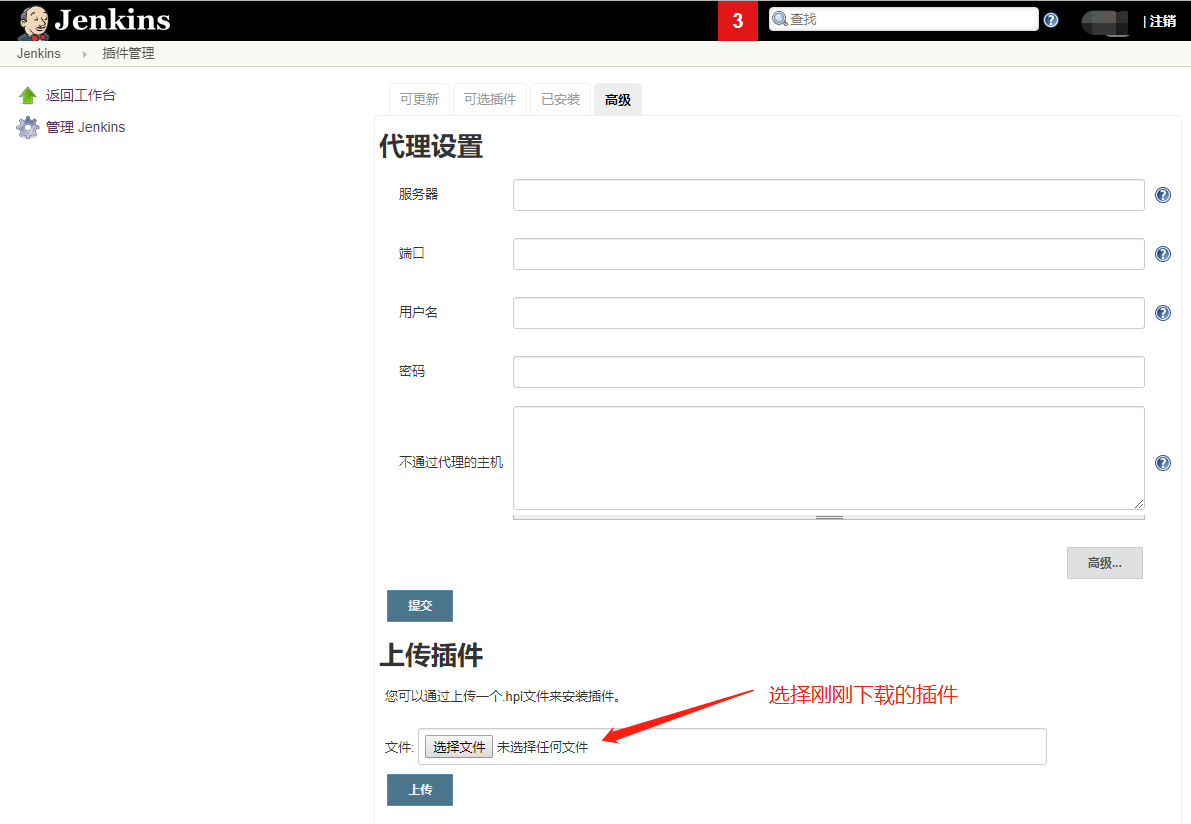 Jenkins
3
查找
| 注销
Jenkins
插件管理
返回工作台
管理 Jenkins
可更新
可选插件
已安装
高级
代理设置
服务器
端口
用户名
密码
不通过代理的主机
高级...
提交
上传插件
您可以通过上传一个.hpi文件来安装插件。
选择刚刚下载的插件
文件: 选择文件 未选择任何文件
上传